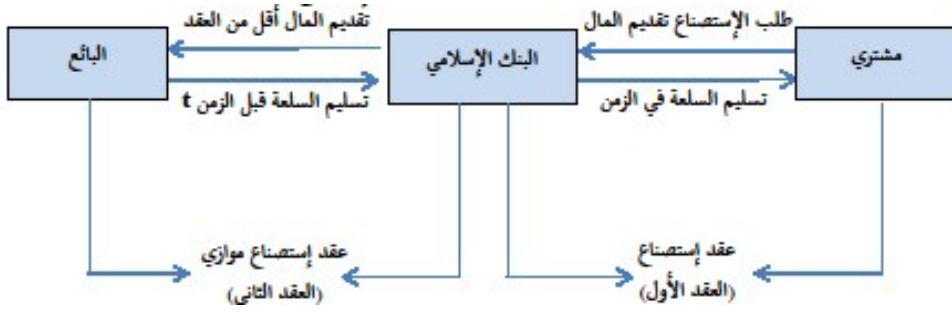 طلب الإستصناع تقديم المال
تقديم المال أقل من العقد
مشتري
البنك الإسلامي
البائع
تسليم السلعة في الزمن
تسليم السلعة قبل الزمن t
عقد إستصناع
(العقد الأول)
عقد إستصناع موازي
(العقد الثاني)